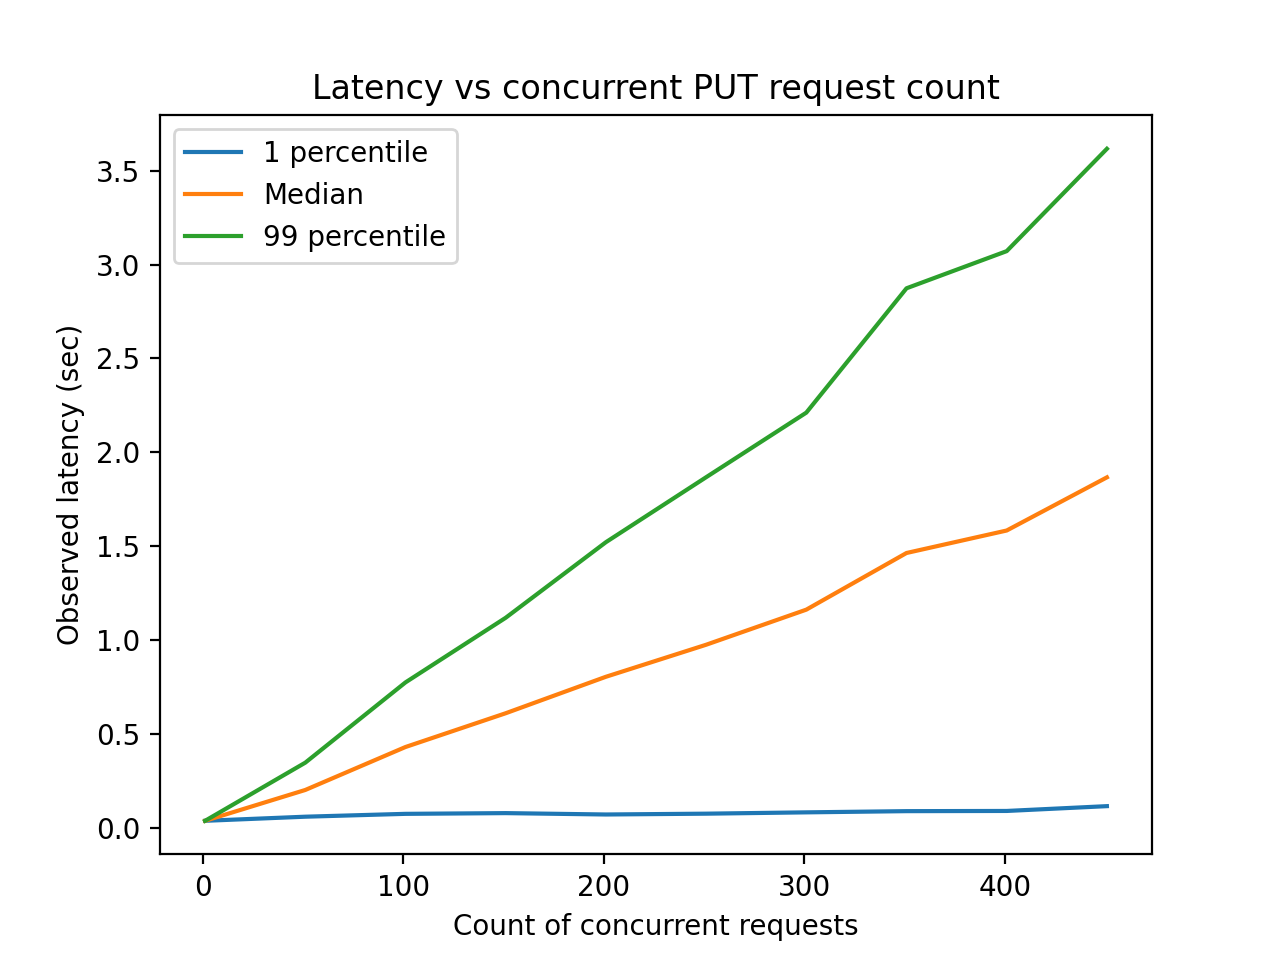 Latency vs concurrent PUT request count
1 percentile
Median
99 percentile
3.5
3.0
2.5
2.0
1.5
1.0
0.5
0.0
Observed latency (sec)
0 100 200 300 400
Count of concurrent requests